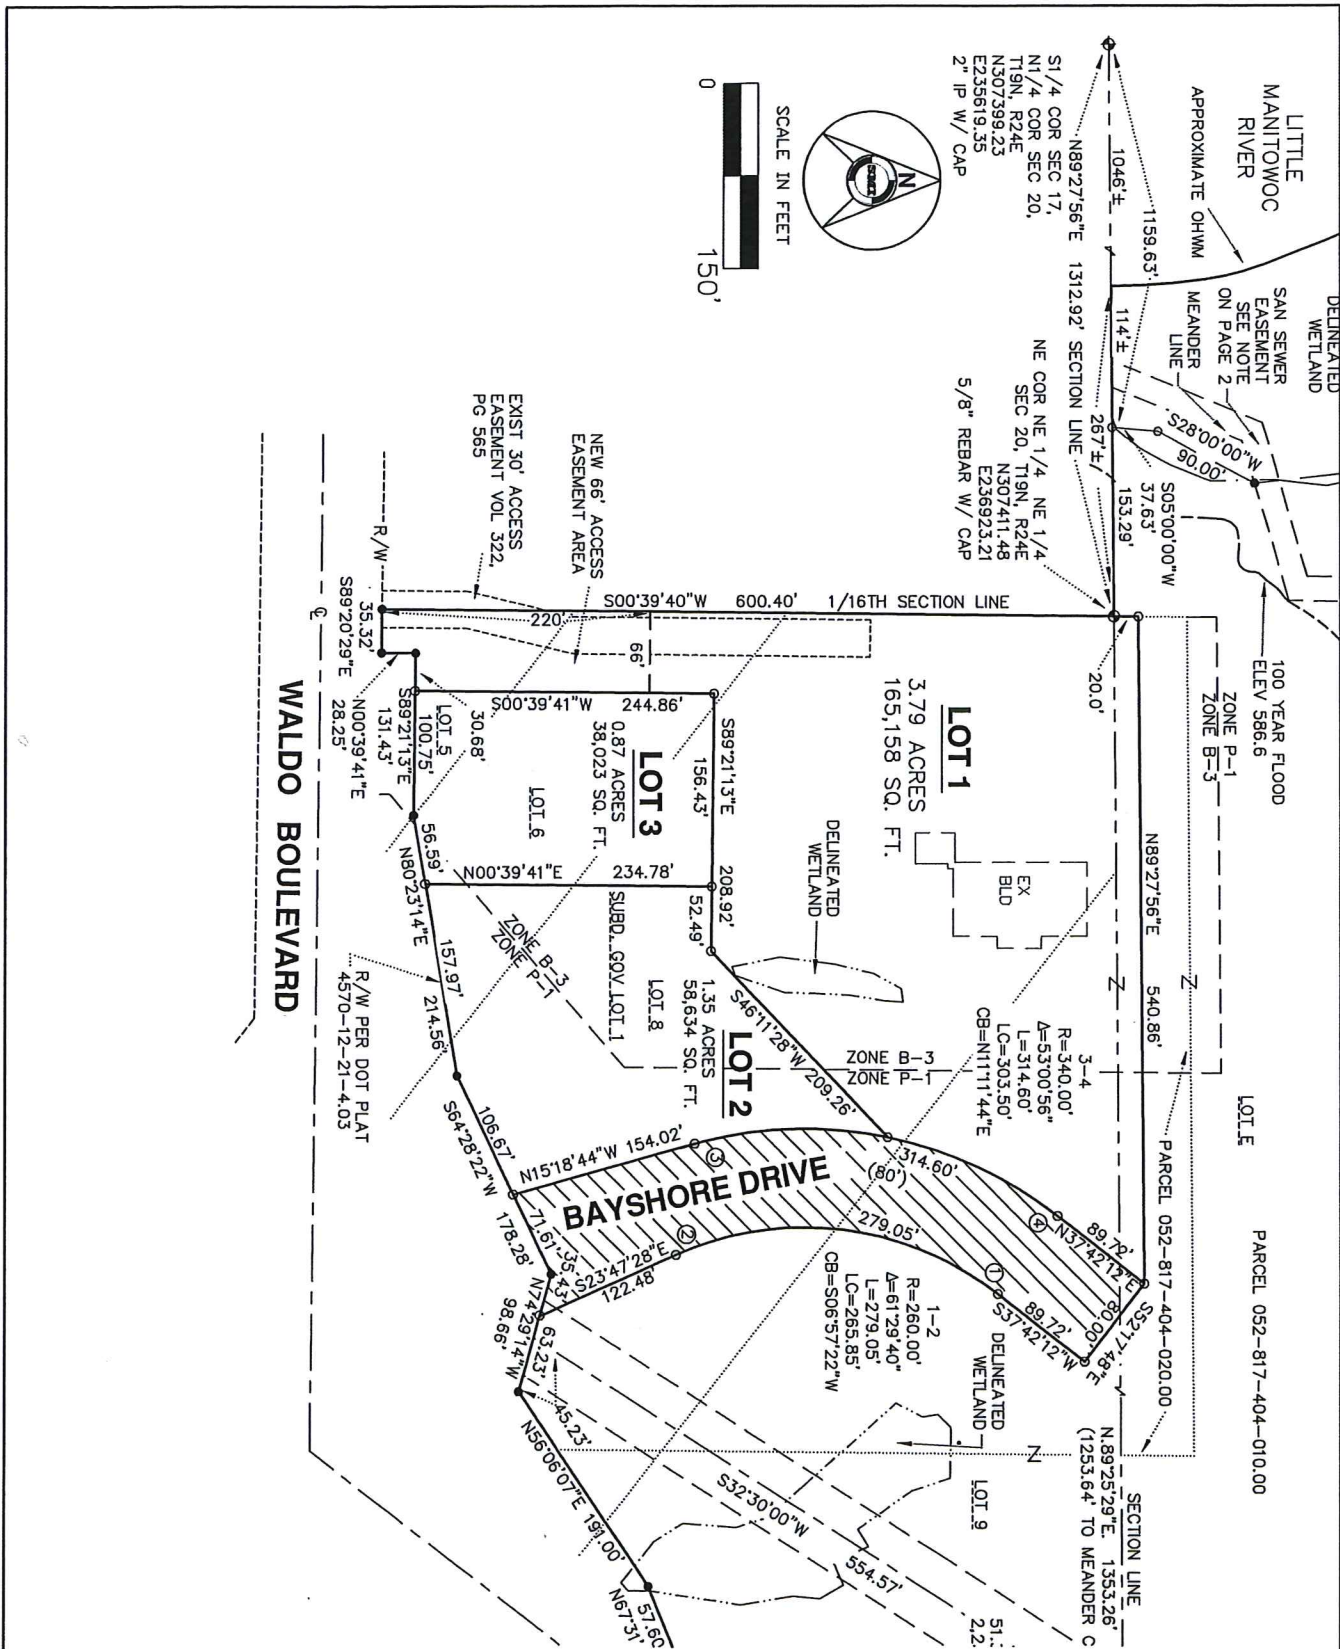 LITTLE
MANITOWOC
RIVER
APPROXIMATE OHWM
DELINEATED
WETLAND
SAN SEWER
EASEMENT
SEE NOTE
ON PAGE 2
MEANDER
LINE
S28°00'00"W
90.00'
S05°00'00"W
37.63'
100 YEAR FLOOD
ELEV 586.6
ZONE P-1
ZONE B-3
LOT E
PARCEL 052-817-404-010.00
PARCEL 052-817-404-020.00
1046'±
1159.63'
114'±
267'±
153.29'
N89°27'56"E 1312.92' SECTION LINE
S1/4 COR SEC 17,
N1/4 COR SEC 20,
T19N, R24E
N307399.23
E235619.35
2" IP W/ CAP
NE COR NE 1/4 NE 1/4
SEC 20, T19N, R24E
N307411.48
E236923.21
5/8" REBAR W/ CAP
N
SCALE IN FEET
0
150'
20.0'
N89°27'56"E 540.86'
Z
Z
Z
SECTION LINE
N.89°25'29"E. 1353.26'
(1253.64' TO MEANDER C
LOT 1
3.79 ACRES
165,158 SQ. FT.
EX
BLD
DELINEATED
WETLAND
3-4
R=340.00'
Δ=53°00'56"
L=314.60'
LC=303.50'
CB=N11°11'44"E
ZONE B-3
ZONE P-1
S00°39'40"W 600.40' 1/16TH SECTION LINE
NEW 66' ACCESS
EASEMENT AREA
EXIST 30' ACCESS
EASEMENT VOL 322,
PG 565
R/W
220'
66'
S00°39'41"W 244.86'
S89°21'13"E 156.43'
208.92'
52.49'
LOT 3
0.87 ACRES
38,023 SQ. FT.
LOT 6
LOT 5
N00°39'41"E 234.78'
SUBD. GOV LOT 1
LOT 8
LOT 2
1.35 ACRES
58,634 SQ. FT.
S46°11'28"W 209.26'
ZONE B-3
ZONE P-1
35.32'
S89°20'29"E
N00°39'41"E
28.25'
30.68'
100.75'
S89°21'13"E
131.43'
56.59'
N80°23'14"E
157.97'
214.56'
R/W PER DOT PLAT
4570-12-21-4.03
106.67'
S64°28'22"W
178.28'
71.61'
35.43'
N74°29'14"W
98.66'
63.23'
45.23'
N56°06'07"E 191.00'
57.60
N67°31'
N15°18'44"W 154.02'
BAYSHORE DRIVE
(80')
314.60'
279.05'
S23°47'28"E
122.48'
1
2
3
4
89.72'
N37°42'12"E
S52°17'48"E
80.00'
89.72'
S37°42'12"W
1-2
R=260.00'
Δ=61°29'40"
L=279.05'
LC=265.85'
CB=S06°57'22"W
DELINEATED
WETLAND
LOT 9
S32°30'00"W
554.57'
WALDO BOULEVARD